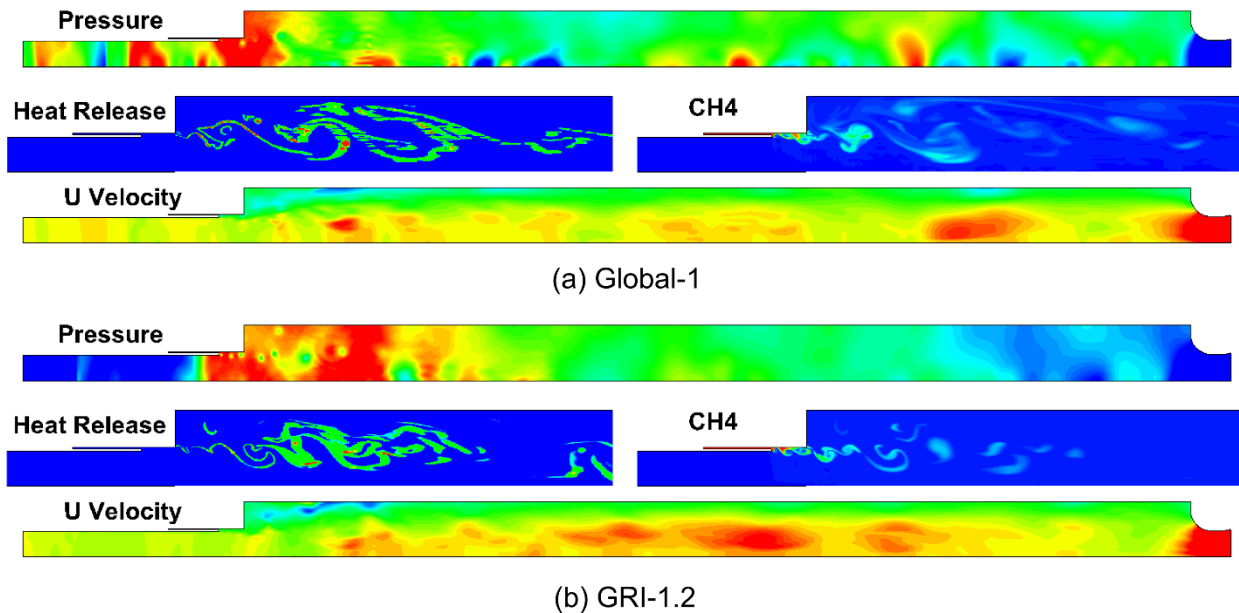 Pressure
Heat Release
CH4
U Velocity
(a) Global-1
Pressure
Heat Release
CH4
U Velocity
(b) GRI-1.2